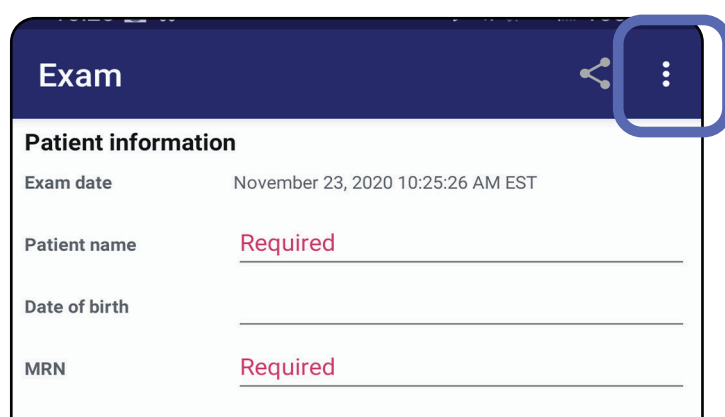 Exam
Patient information
Exam date November 23, 2020 10:25:26 AM EST
Patient name Required
Date of birth
MRN Required